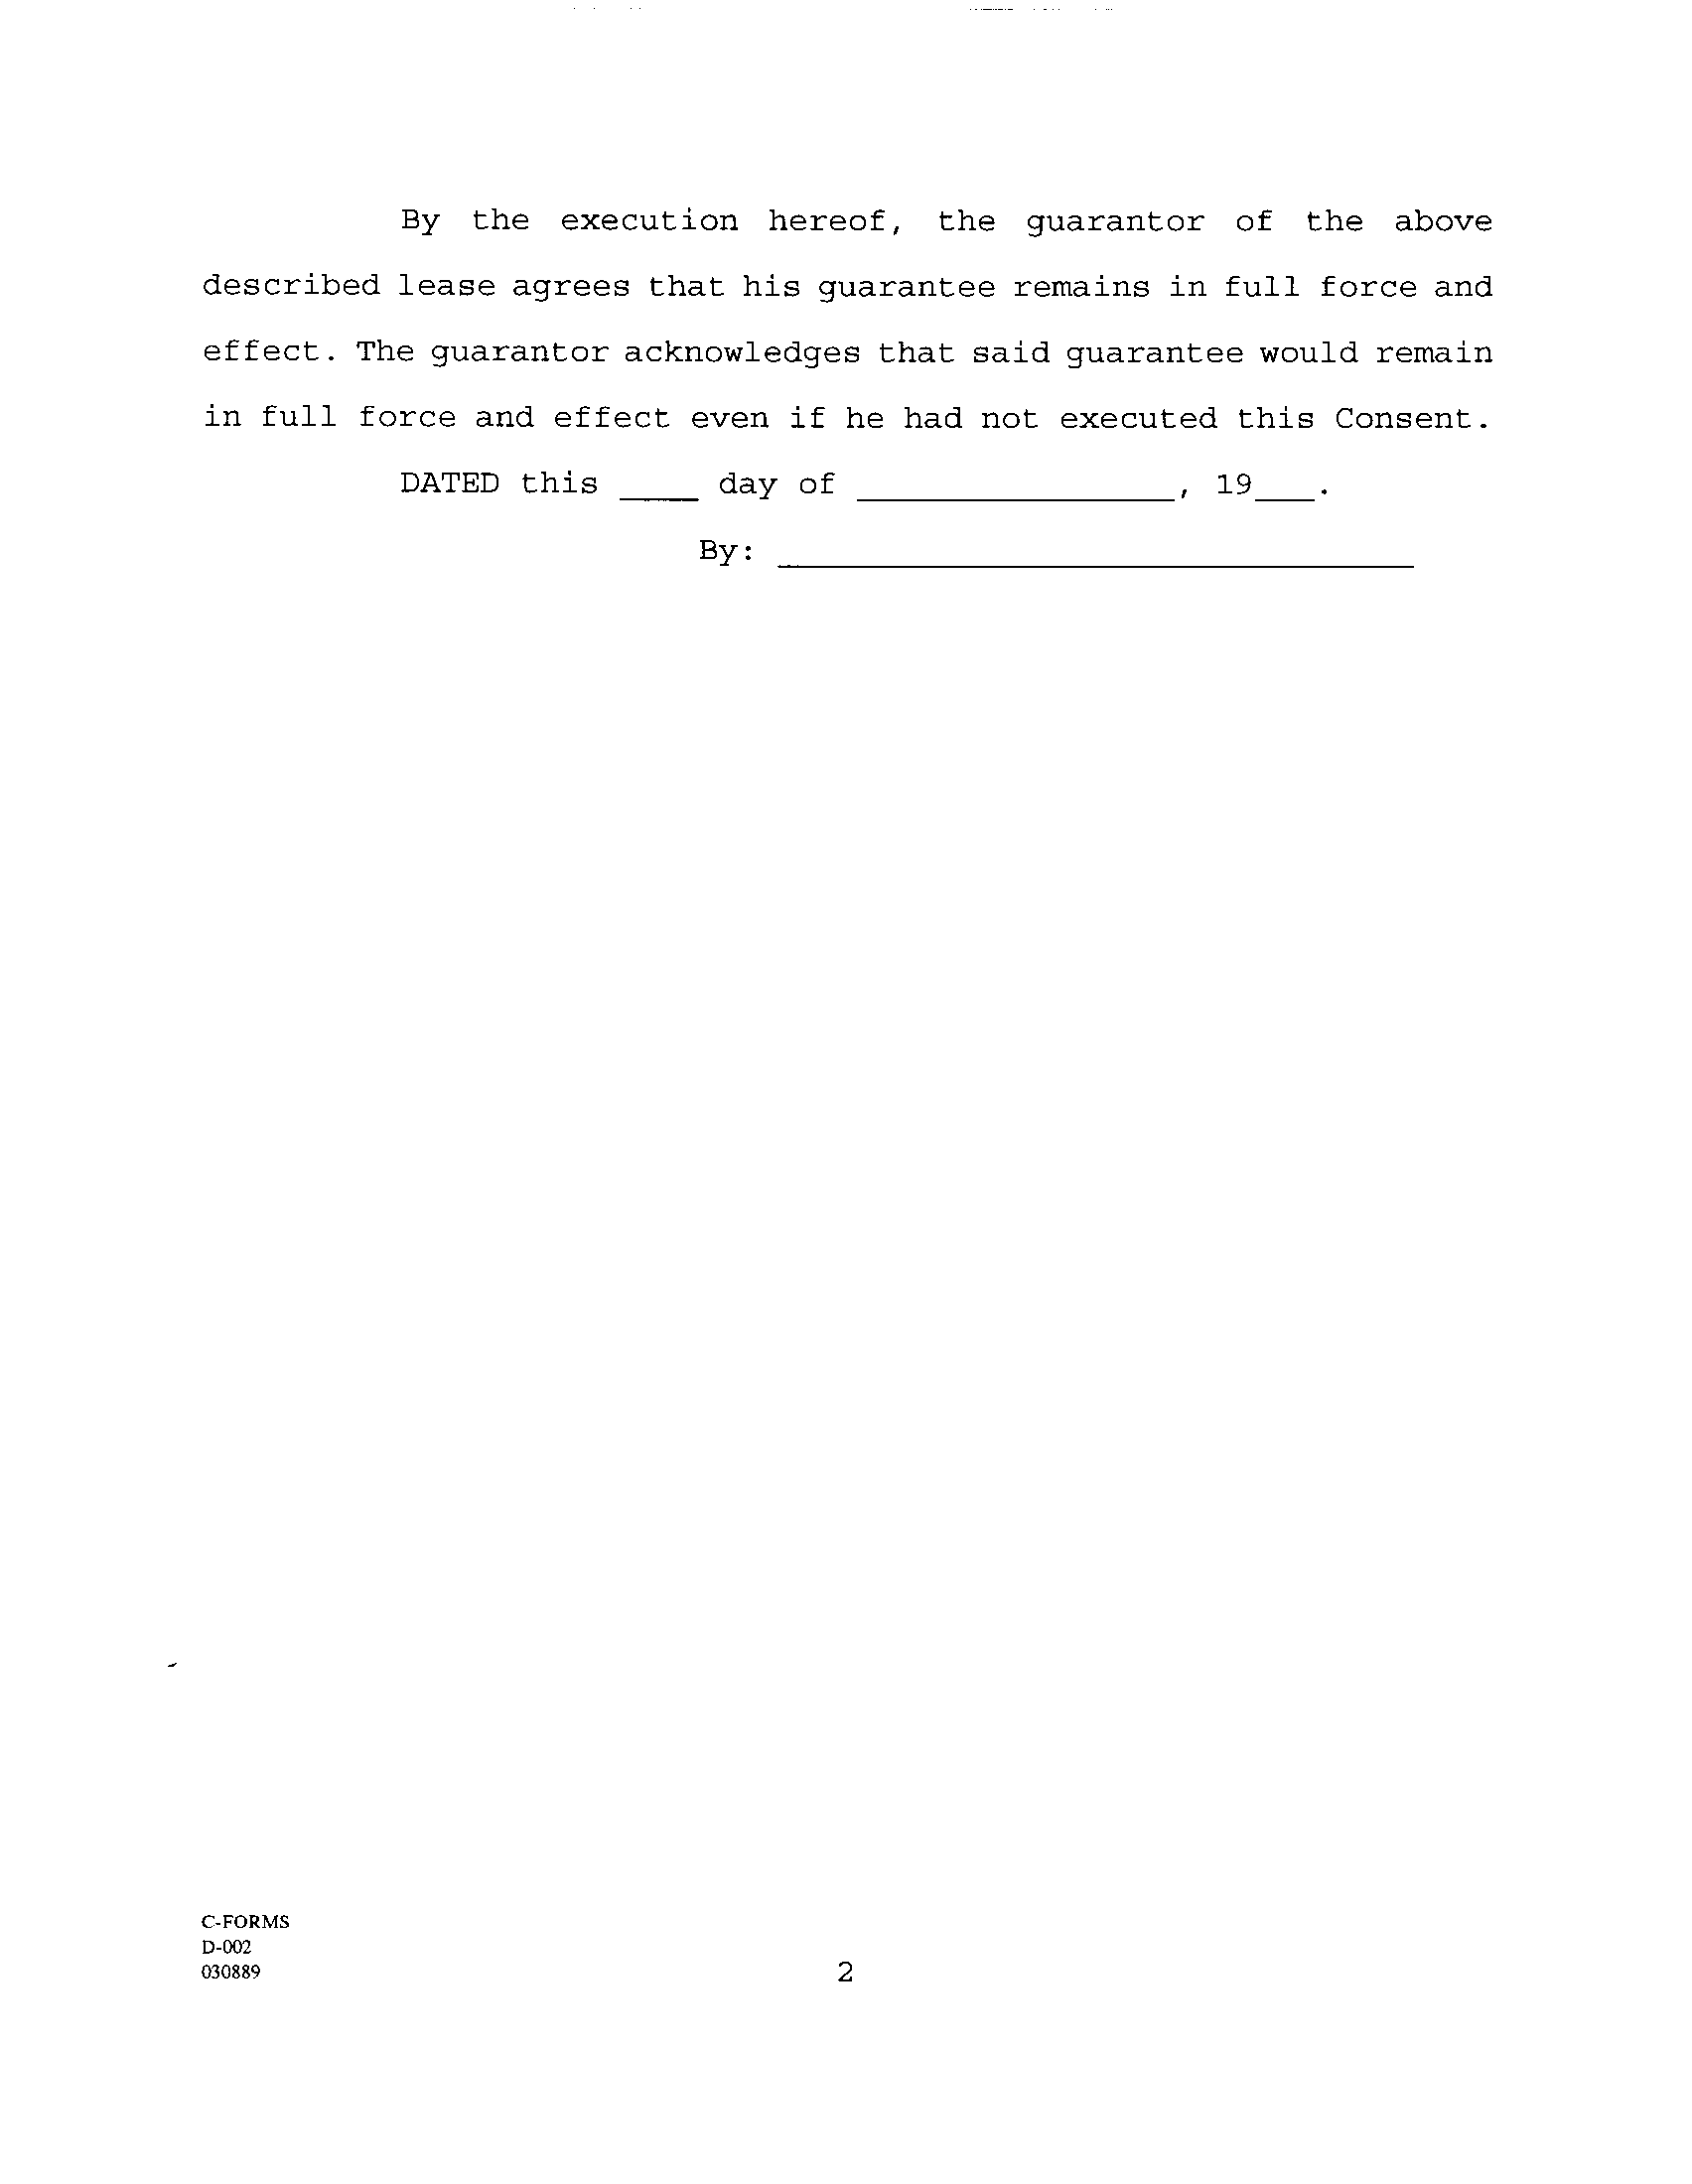 By the execution hereof, the guarantor of the above
described lease agrees that his guarantee remains in full force and
effect. The guarantor acknowledges that said guarantee would remain
in full force and effect even if he had not executed this Consent.
DATED this ____ day of ________________, 19___.
By: ________________________________
C-FORMS
D-002
030889
2